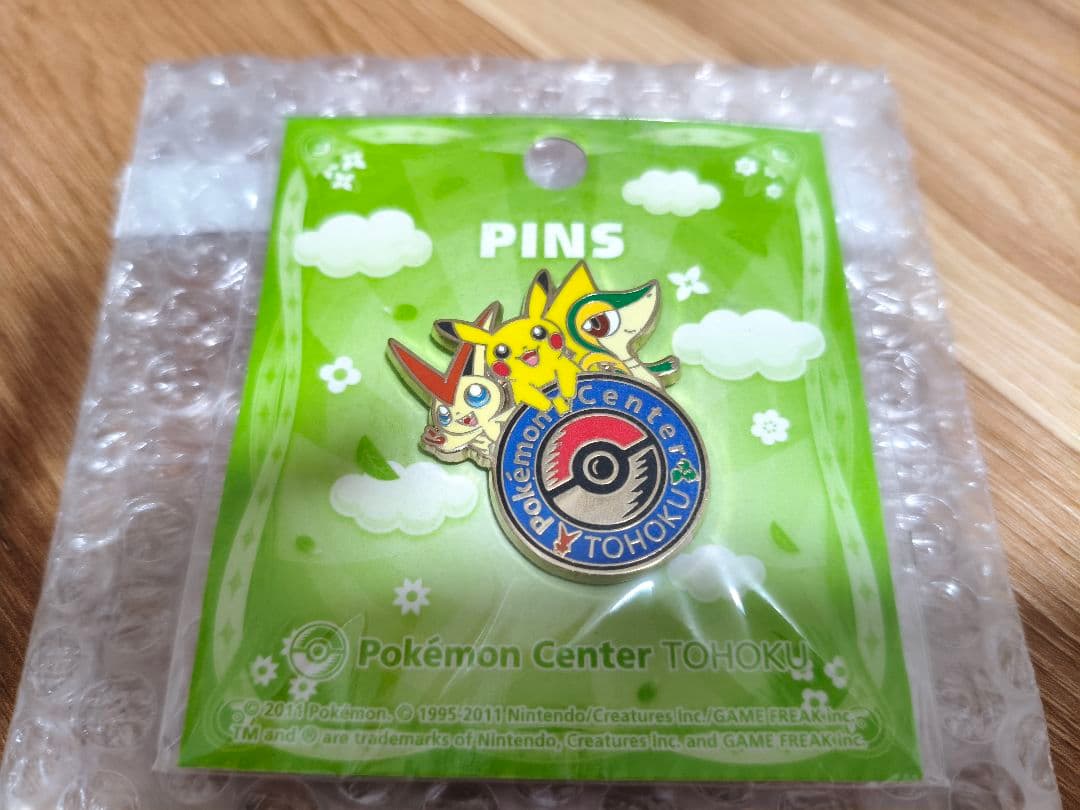 PINS
Pokémon Center
TOHOKU
Pokémon Center TOHOKU
© 2011 Pokémon. © 1995-2011 Nintendo/Creatures Inc./GAME FREAK inc.
TM and ® are trademarks of Nintendo, Creatures Inc. and GAME FREAK inc.